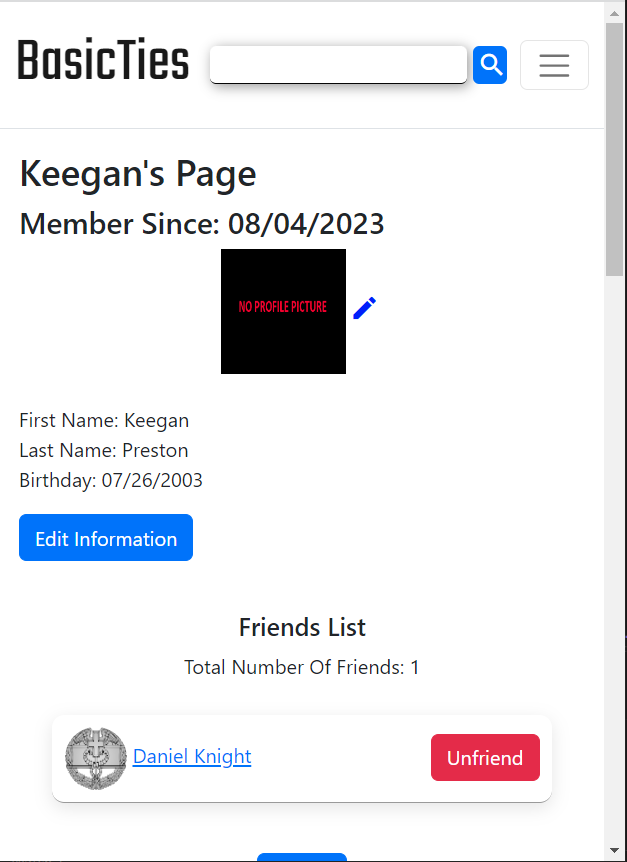 BasicTies
Keegan's Page
Member Since: 08/04/2023
NO PROFILE PICTURE
First Name: Keegan
Last Name: Preston
Birthday: 07/26/2003
Edit Information
Friends List
Total Number Of Friends: 1
Daniel Knight
Unfriend